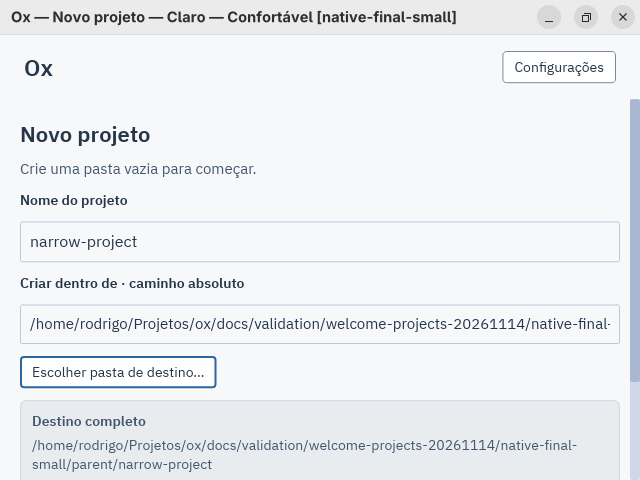 Ox — Novo projeto — Claro — Confortável [native-final-small]
Ox
Configurações
Novo projeto
Crie uma pasta vazia para começar.
Nome do projeto
narrow-project
Criar dentro de · caminho absoluto
/home/rodrigo/Projetos/ox/docs/validation/welcome-projects-20261114/native-final-
Escolher pasta de destino...
Destino completo
/home/rodrigo/Projetos/ox/docs/validation/welcome-projects-20261114/native-final-
small/parent/narrow-project